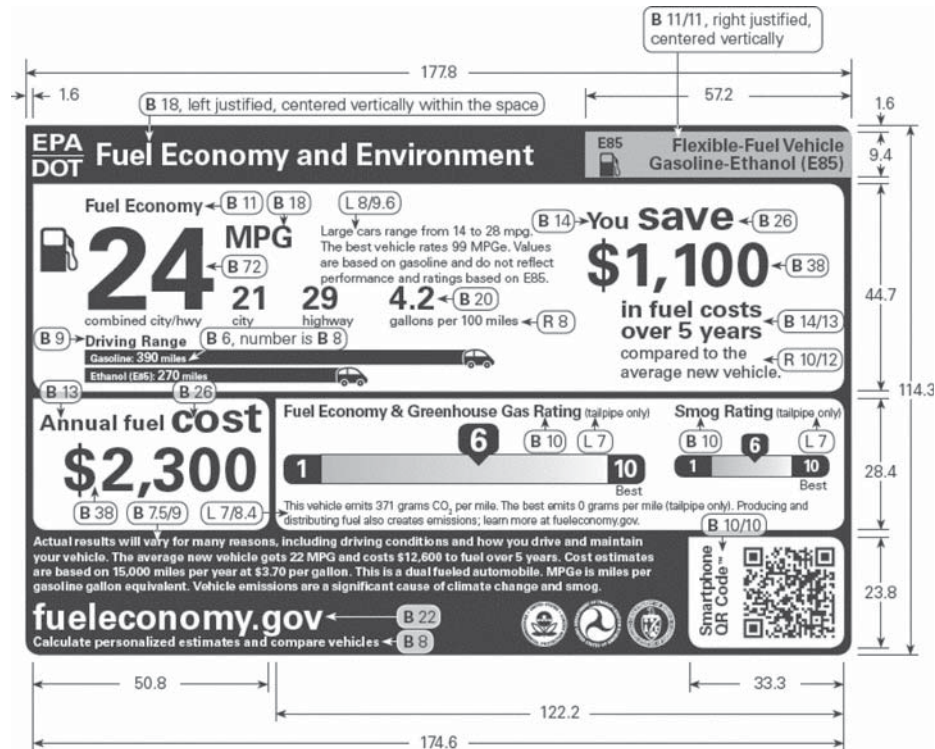 B 11/11, right justified,
centered vertically
177.8
1.6
B 18, left justified, centered vertically within the space
57.2
1.6
EPA
DOT
Fuel Economy and Environment
E85
Flexible-Fuel Vehicle
Gasoline-Ethanol (E85)
9.4
Fuel Economy
B 11
B 18
L 8/9.6
MPG
24
B 72
Large cars range from 14 to 28 mpg.
The best vehicle rates 99 MPGe. Values
are based on gasoline and do not reflect
performance and ratings based on E85.
B 14
You save
B 26
$1,100
B 38
44.7
21
29
4.2
B 20
combined city/hwy
city
highway
gallons per 100 miles
R 8
in fuel costs
over 5 years
B 14/13
compared to the
average new vehicle.
R 10/12
B 9
Driving Range
B 6, number is B 8
Gasoline: 390 miles
Ethanol (E85): 270 miles
114.3
B 13
B 26
Annual fuel cost
$2,300
B 38
B 7.5/9
L 7/8.4
Fuel Economy & Greenhouse Gas Rating (tailpipe only)
6
B 10
L 7
1
10
Best
Smog Rating (tailpipe only)
B 10
6
L 7
1
10
Best
28.4
This vehicle emits 371 grams CO2 per mile. The best emits 0 grams per mile (tailpipe only). Producing and
distributing fuel also creates emissions; learn more at fueleconomy.gov.
B 10/10
Actual results will vary for many reasons, including driving conditions and how you drive and maintain
your vehicle. The average new vehicle gets 22 MPG and costs $12,600 to fuel over 5 years. Cost estimates
are based on 15,000 miles per year at $3.70 per gallon. This is a dual fueled automobile. MPGe is miles per
gasoline gallon equivalent. Vehicle emissions are a significant cause of climate change and smog.
fueleconomy.gov
B 22
Calculate personalized estimates and compare vehicles
B 8
Smartphone
QR Code™
23.8
50.8
33.3
122.2
174.6